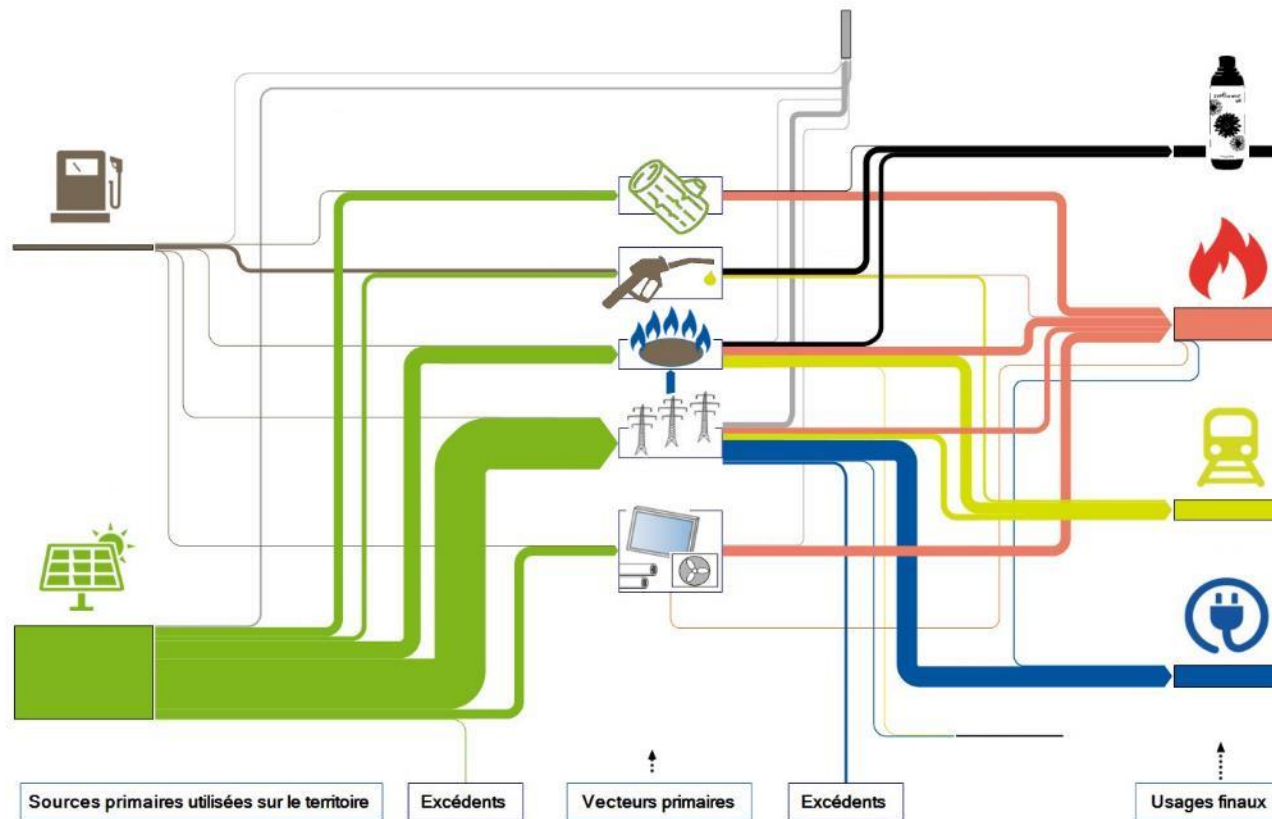 Sources primaires utilisées sur le territoire
Excédents
Vecteurs primaires
Excédents
Usages finaux